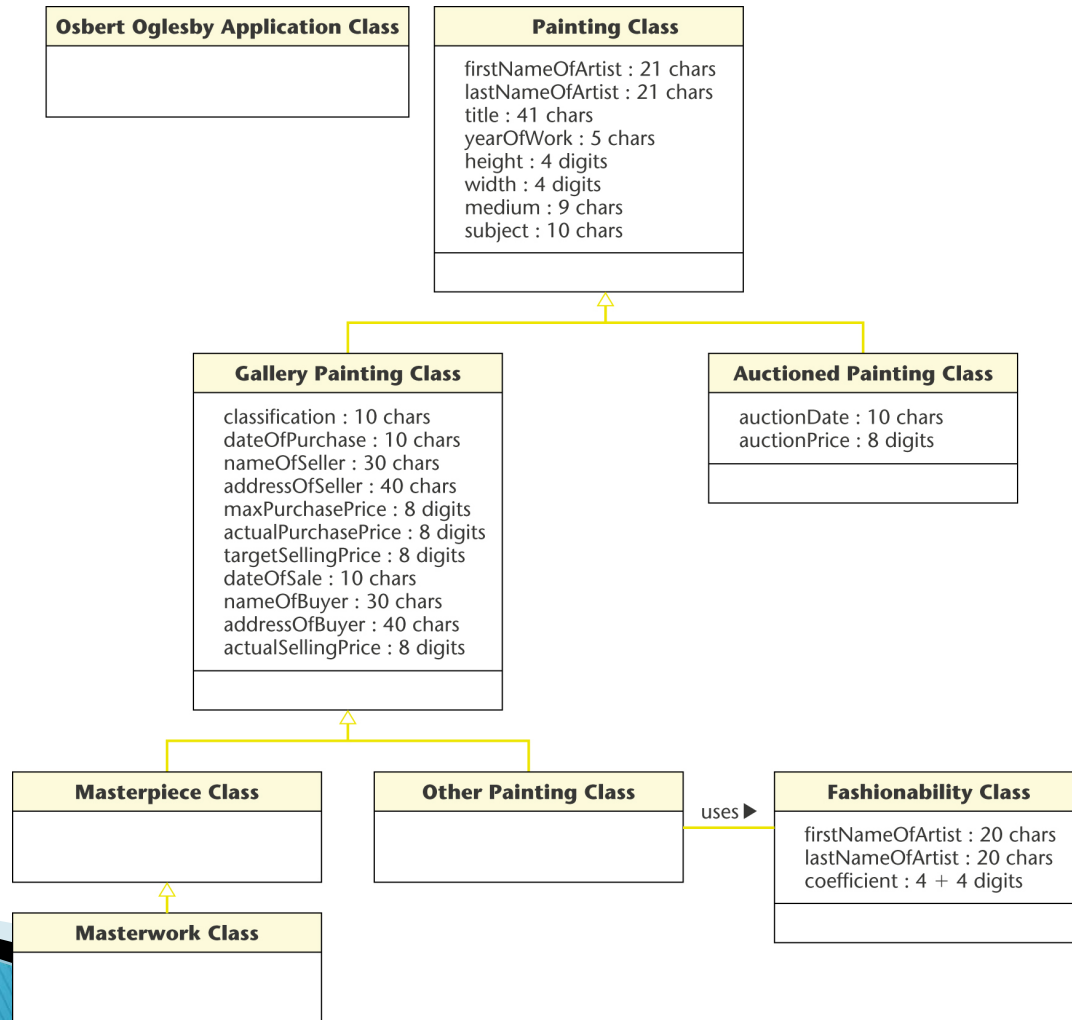 Osbert Oglesby Application Class
Painting Class
firstNameOfArtist : 21 chars
lastNameOfArtist : 21 chars
title : 41 chars
yearOfWork : 5 chars
height : 4 digits
width : 4 digits
medium : 9 chars
subject : 10 chars
Gallery Painting Class
classification : 10 chars
dateOfPurchase : 10 chars
nameOfSeller : 30 chars
addressOfSeller : 40 chars
maxPurchasePrice : 8 digits
actualPurchasePrice : 8 digits
targetSellingPrice : 8 digits
dateOfSale : 10 chars
nameOfBuyer : 30 chars
addressOfBuyer : 40 chars
actualSellingPrice : 8 digits
Auctioned Painting Class
auctionDate : 10 chars
auctionPrice : 8 digits
Masterpiece Class
Other Painting Class
uses ▶
Fashionability Class
firstNameOfArtist : 20 chars
lastNameOfArtist : 20 chars
coefficient : 4 + 4 digits
Masterwork Class